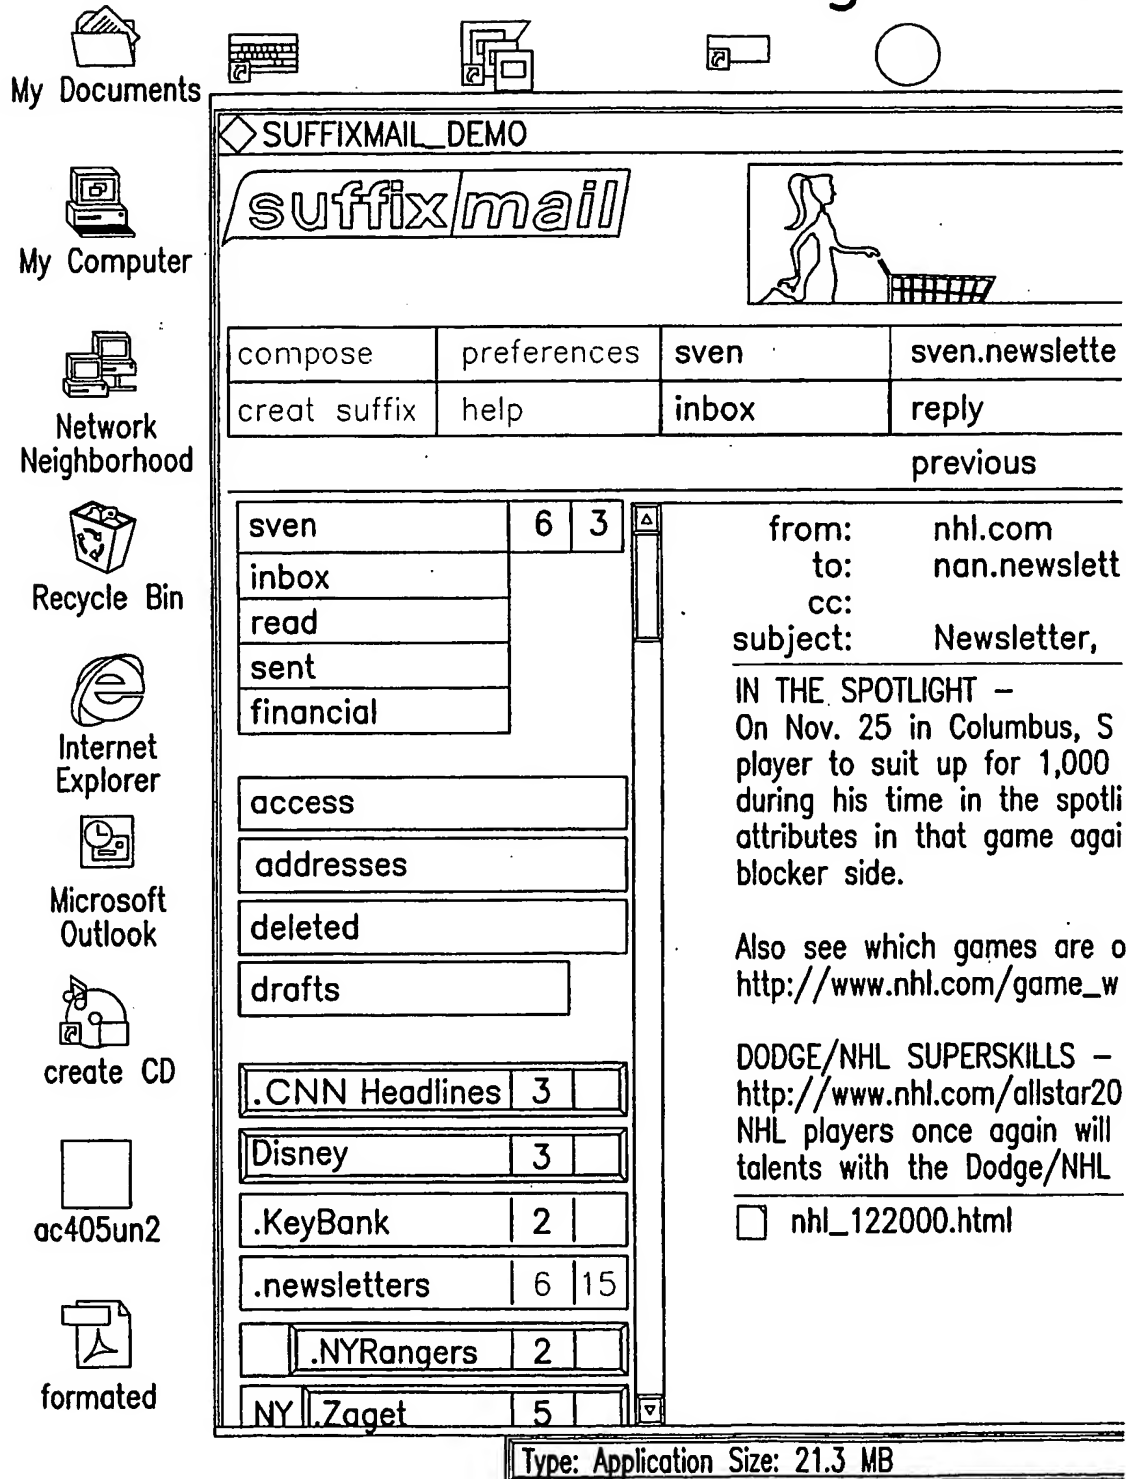 My Documents
My Computer
Network
Neighborhood
Recycle Bin
Internet
Explorer
Microsoft
Outlook
create CD
ac405un2
formated
SUFFIXMAIL_DEMO
suffix mail
compose preferences sven sven.newslette
creat suffix help inbox reply
previous
sven 6 3
inbox
read
sent
financial
access
addresses
deleted
drafts
.CNN Headlines 3
Disney 3
.KeyBank 2
.newsletters 6 15
.NYRangers 2
NY .Zaget 5
from: nhl.com
to: nan.newslett
cc:
subject: Newsletter,
IN THE SPOTLIGHT –
On Nov. 25 in Columbus, S
player to suit up for 1,000
during his time in the spotli
attributes in that game agai
blocker side.
Also see which games are o
http://www.nhl.com/game_w
DODGE/NHL SUPERSKILLS –
http://www.nhl.com/allstar20
NHL players once again will
talents with the Dodge/NHL
nhl_122000.html
Type: Application Size: 21.3 MB